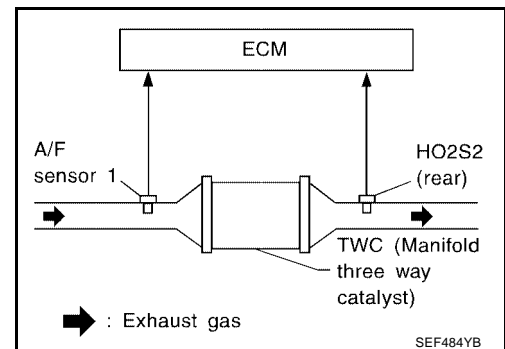 ECM
A/F
sensor 1
HO2S2
(rear)
TWC (Manifold
three way
catalyst)
: Exhaust gas
SEF484YB